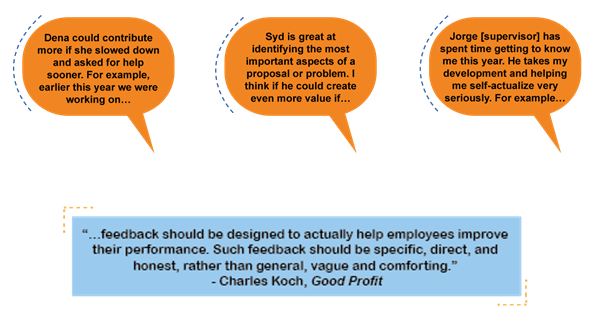 Dena could contribute
more if she slowed down
and asked for help
sooner. For example,
earlier this year we were
working on…
Syd is great at
identifying the most
important aspects of a
proposal or problem. I
think if he could create
even more value if…
Jorge [supervisor] has
spent time getting to know
me this year. He takes my
development and helping
me self-actualize very
seriously. For example…
“…feedback should be designed to actually help employees improve
their performance. Such feedback should be specific, direct, and
honest, rather than general, vague and comforting.”
- Charles Koch, Good Profit